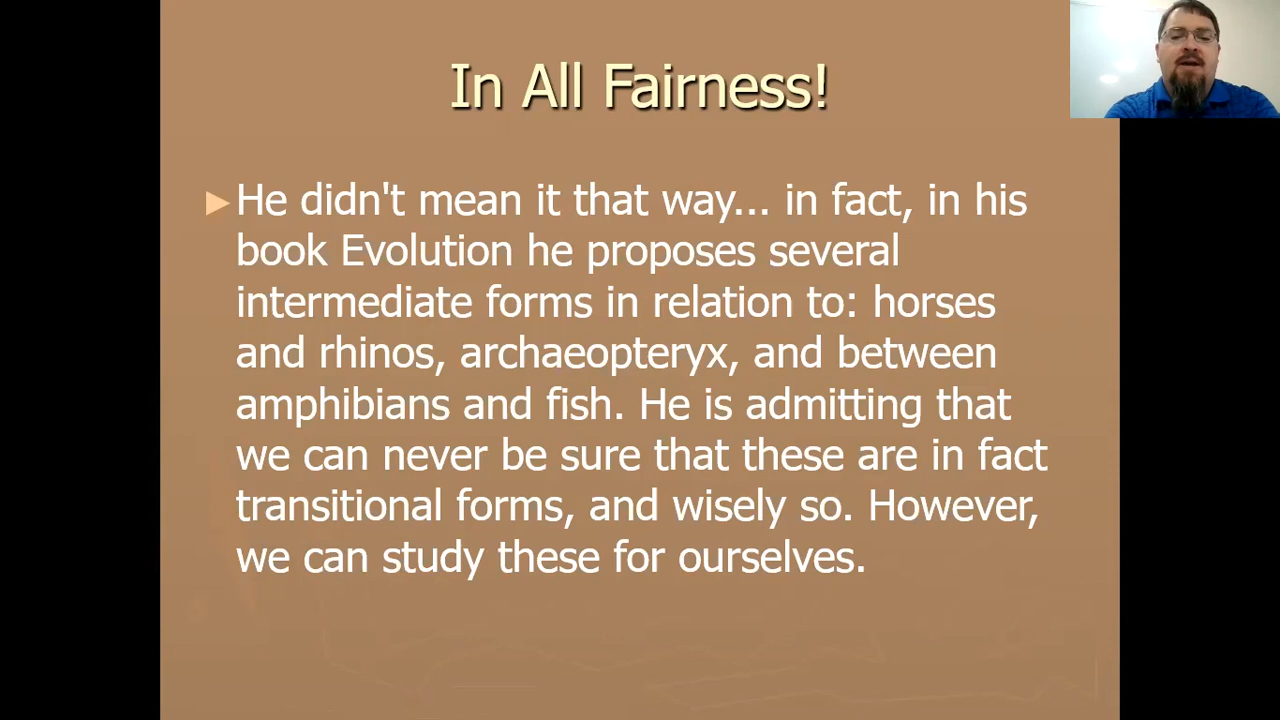 In All Fairness!
He didn't mean it that way... in fact, in his
book Evolution he proposes several
intermediate forms in relation to: horses
and rhinos, archaeopteryx, and between
amphibians and fish. He is admitting that
we can never be sure that these are in fact
transitional forms, and wisely so. However,
we can study these for ourselves.